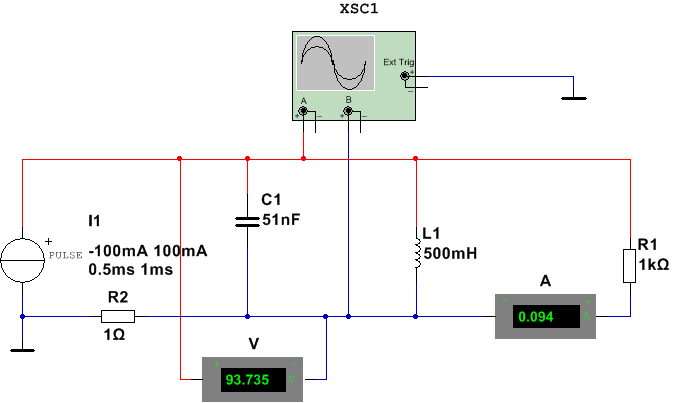 XSC1
Ext Trig
+
−
A
B
+
−
+
−
C1
51nF
I1
+
PULSE
-100mA 100mA
0.5ms 1ms
L1
500mH
R1
1kΩ
R2
1Ω
A
0.094
V
+
93.735